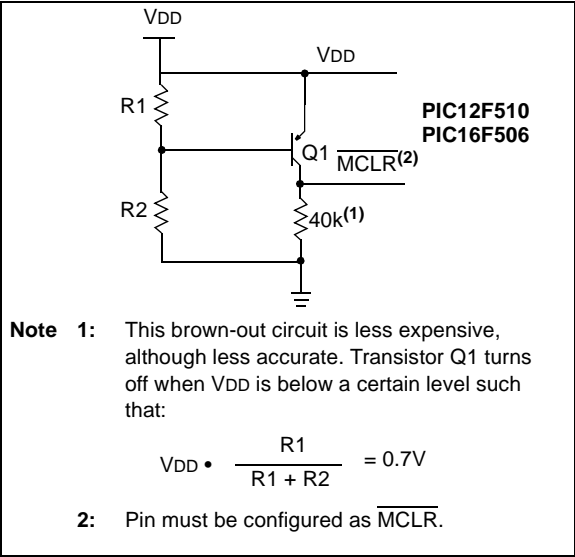 VDD
VDD
R1
PIC12F510
PIC16F506
Q1
MCLR(2)
R2
40k(1)
Note 1: This brown-out circuit is less expensive,
although less accurate. Transistor Q1 turns
off when VDD is below a certain level such
that:
VDD • R1 / R1 + R2 = 0.7V
2: Pin must be configured as MCLR.